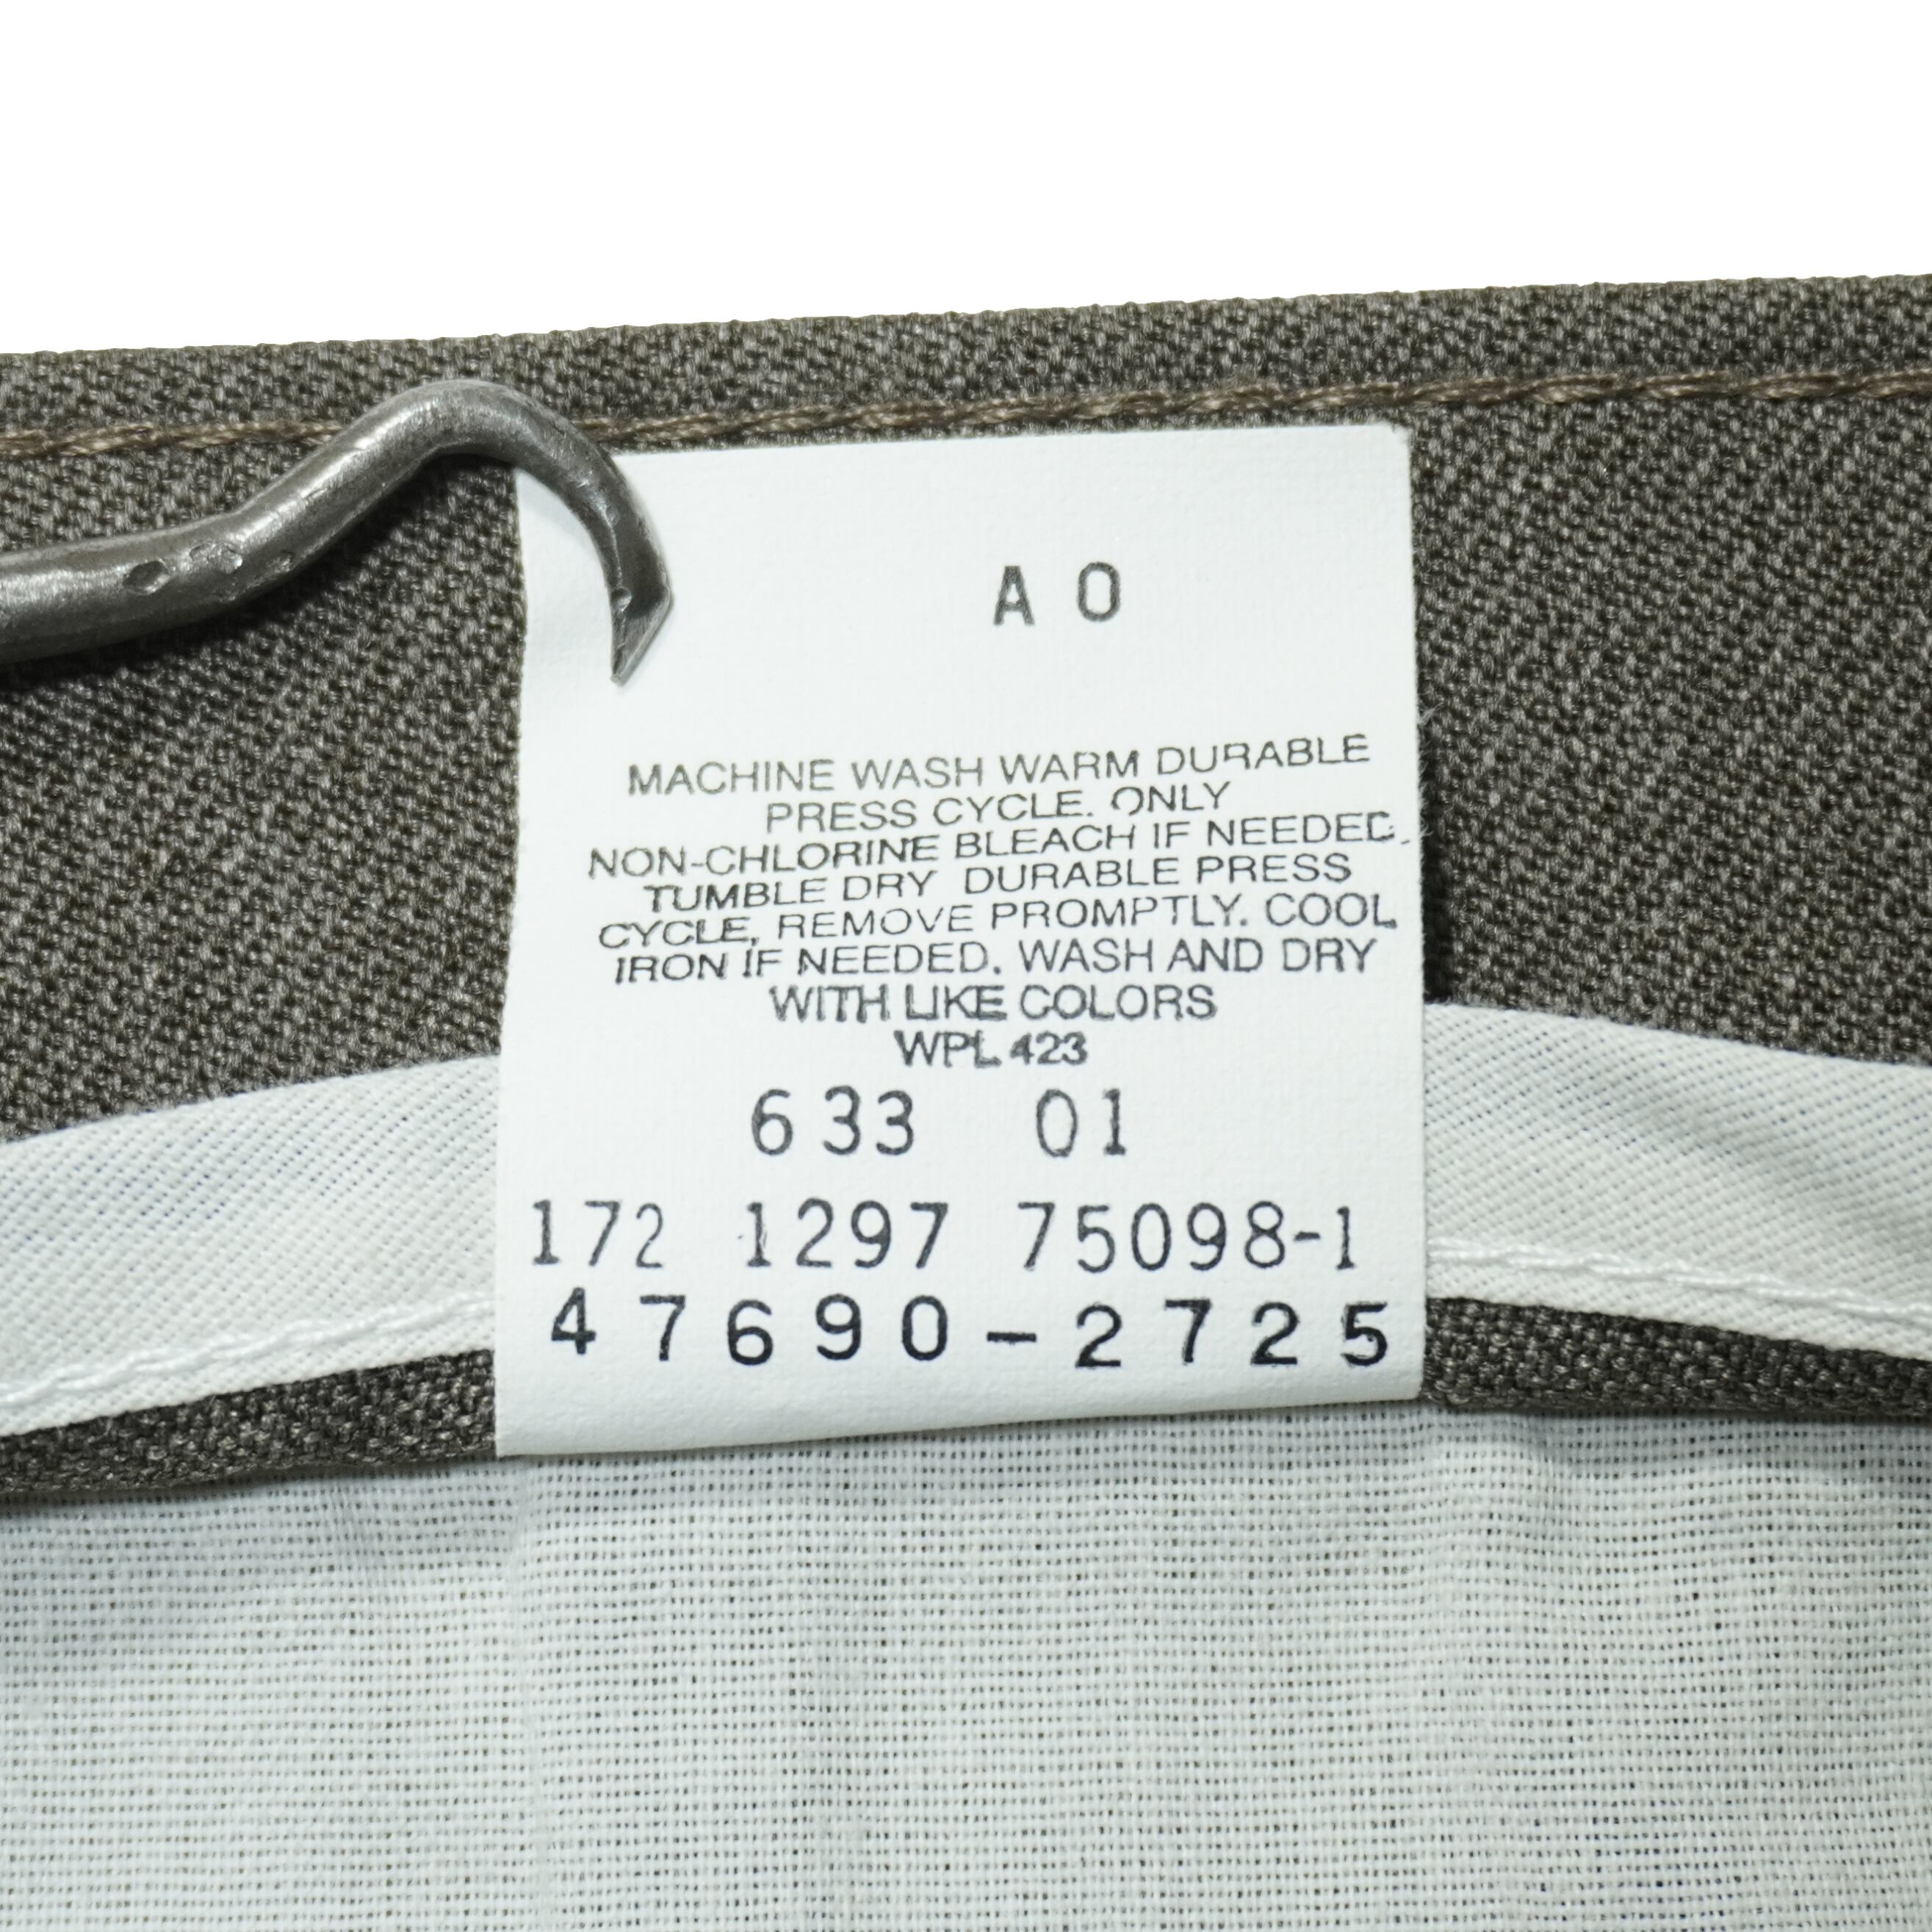 A O
MACHINE WASH WARM DURABLE
PRESS CYCLE. ONLY
NON-CHLORINE BLEACH IF NEEDED.
TUMBLE DRY DURABLE PRESS
CYCLE, REMOVE PROMPTLY. COOL
IRON IF NEEDED. WASH AND DRY
WITH LIKE COLORS
WPL 423
633 01
172 1297 75098-1
47690-2725